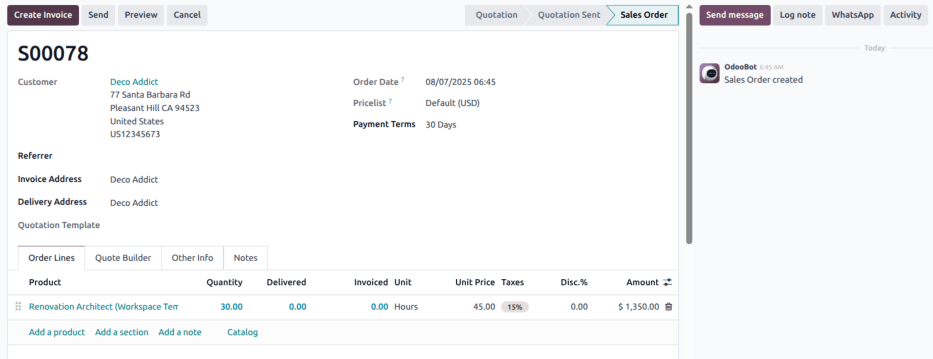 Create Invoice Send Preview Cancel Quotation Quotation Sent Sales Order
Send message Log note WhatsApp Activity
Today
OdooBot 6:45 AM
Sales Order created
S00078
Customer Deco Addict
77 Santa Barbara Rd
Pleasant Hill CA 94523
United States
US12345673
Order Date ? 08/07/2025 06:45
Pricelist ? Default (USD)
Payment Terms 30 Days
Referrer
Invoice Address Deco Addict
Delivery Address Deco Addict
Quotation Template
Order Lines Quote Builder Other Info Notes
Product Quantity Delivered Invoiced Unit Unit Price Taxes Disc.% Amount
Renovation Architect (Workspace Tem 30.00 0.00 0.00 Hours 45.00 15% 0.00 $ 1,350.00
Add a product Add a section Add a note Catalog